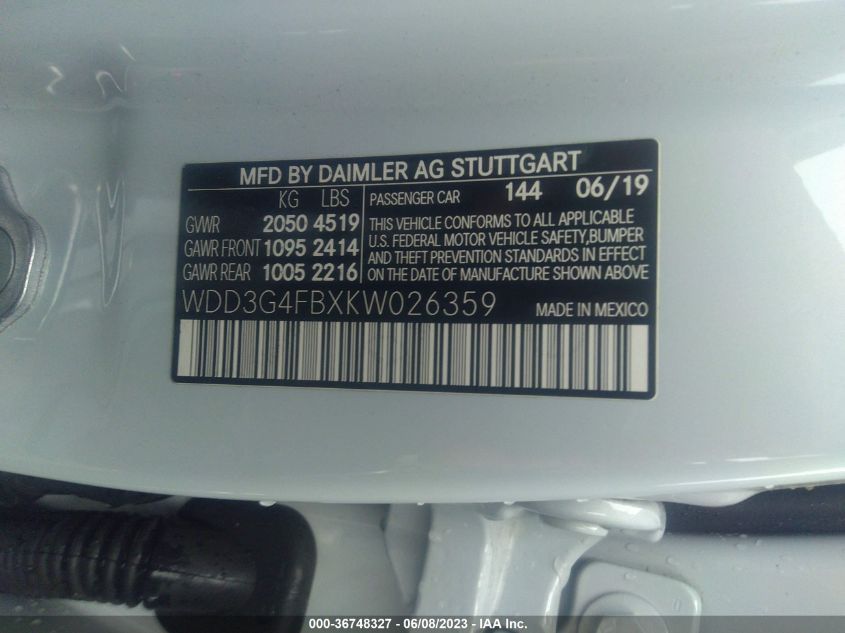 MFD BY DAIMLER AG STUTTGART
KG LBS
GVWR 2050 4519
GAWR FRONT 1095 2414
GAWR REAR 1005 2216
PASSENGER CAR 144 06/19
THIS VEHICLE CONFORMS TO ALL APPLICABLE
U.S. FEDERAL MOTOR VEHICLE SAFETY,BUMPER
AND THEFT PREVENTION STANDARDS IN EFFECT
ON THE DATE OF MANUFACTURE SHOWN ABOVE
WDD3G4FBXKW026359 MADE IN MEXICO
000-36748327 - 06/08/2023 - IAA Inc.